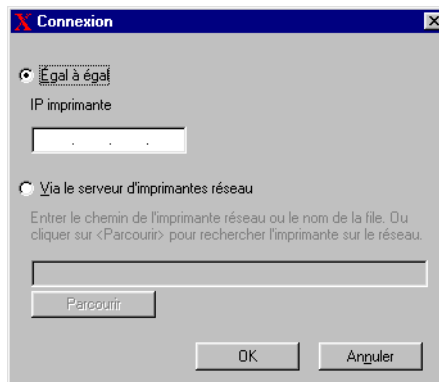 Connexion
Égal à égal
IP imprimante
. . .
Via le serveur d'imprimantes réseau
Entrer le chemin de l'imprimante réseau ou le nom de la file. Ou
cliquer sur <Parcourir> pour rechercher l'imprimante sur le réseau.
Parcourir
OK Annuler